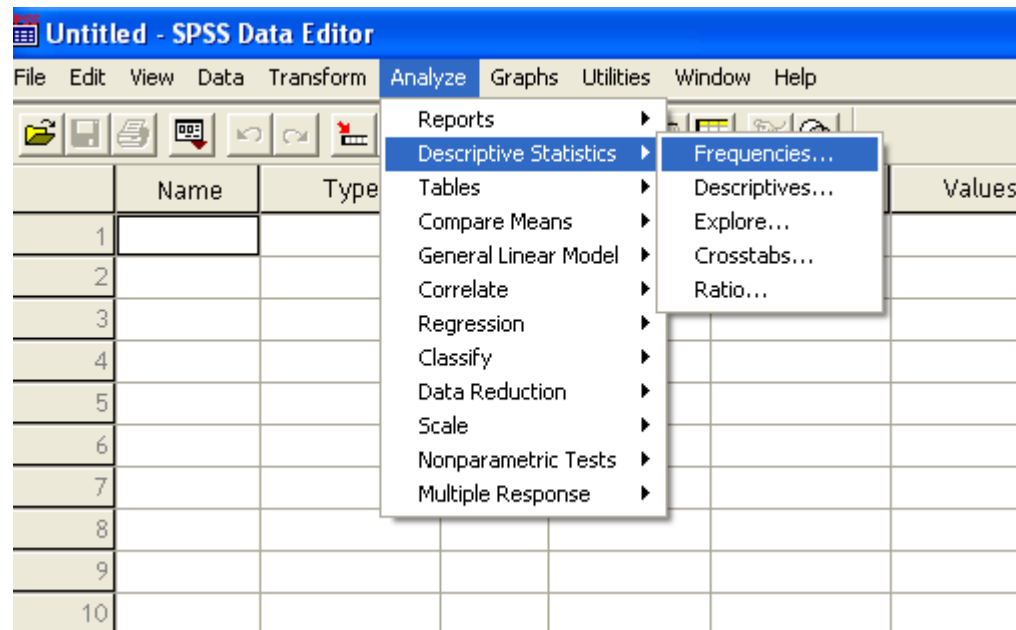 SPSS
Untitled - SPSS Data Editor
File Edit View Data Transform Analyze Graphs Utilities Window Help
Reports
Descriptive Statistics
Tables
Compare Means
General Linear Model
Correlate
Regression
Classify
Data Reduction
Scale
Nonparametric Tests
Multiple Response
Frequencies...
Descriptives...
Explore...
Crosstabs...
Ratio...
Name Type Values
1
2
3
4
5
6
7
8
9
10